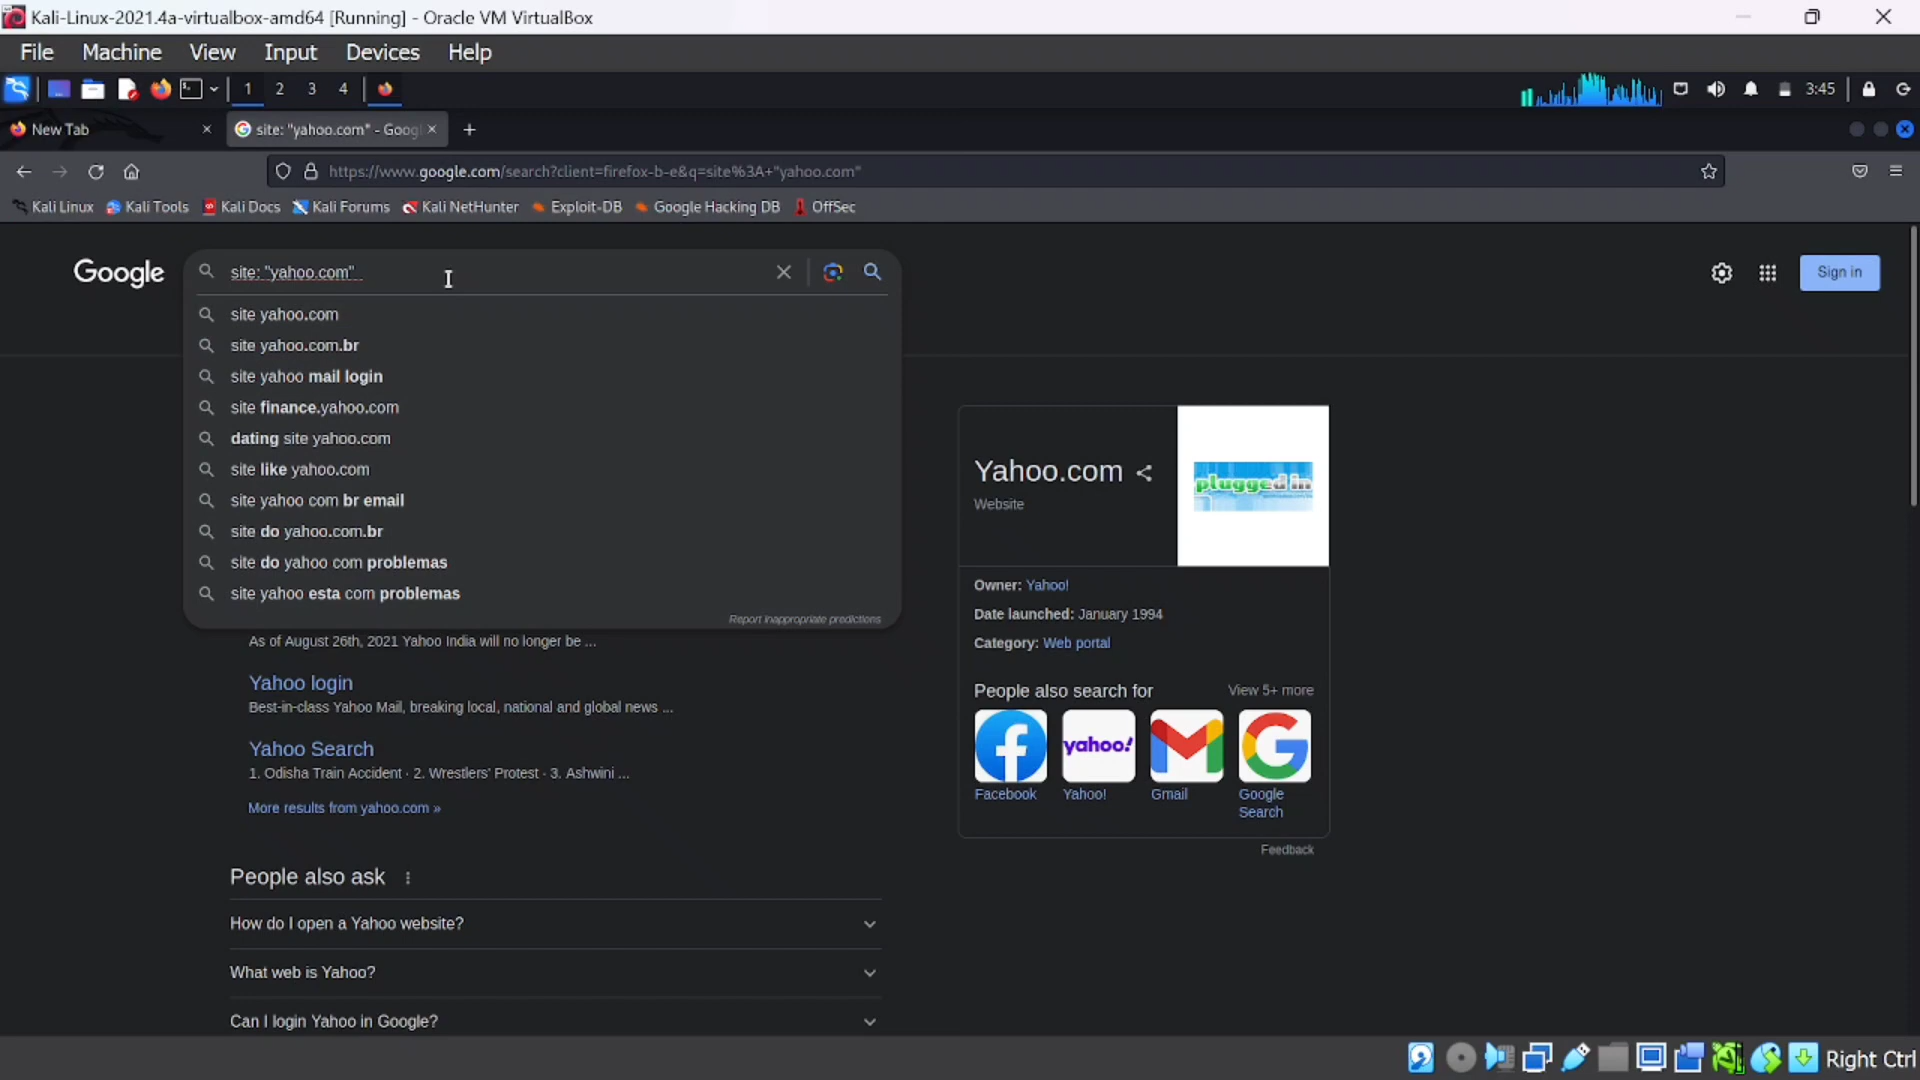 Kali-Linux-2021.4a-virtualbox-amd64 [Running] - Oracle VM VirtualBox
File Machine View Input Devices Help
1 2 3 4 3:45
New Tab site: "yahoo.com" - Goog
https://www.google.com/search?client=firefox-b-e&q=site%3A+"yahoo.com"
Kali Linux Kali Tools Kali Docs Kali Forums Kali NetHunter Exploit-DB Google Hacking DB OffSec
Google site: "yahoo.com" Sign in
site yahoo.com
site yahoo.com.br
site yahoo mail login
site finance.yahoo.com
dating site yahoo.com
site like yahoo.com
site yahoo com br email
site do yahoo.com.br
site do yahoo com problemas
site yahoo esta com problemas
Report inappropriate predictions
As of August 26th, 2021 Yahoo India will no longer be ...
Yahoo login
Best-in-class Yahoo Mail, breaking local, national and global news ...
Yahoo Search
1. Odisha Train Accident · 2. Wrestlers' Protest · 3. Ashwini ...
More results from yahoo.com »
People also ask
How do I open a Yahoo website?
What web is Yahoo?
Can I login Yahoo in Google?
Yahoo.com
Website
plugged in
Owner: Yahoo!
Date launched: January 1994
Category: Web portal
People also search for View 5+ more
yahoo!
Facebook Yahoo! Gmail Google
Search
Feedback
Right Ctrl